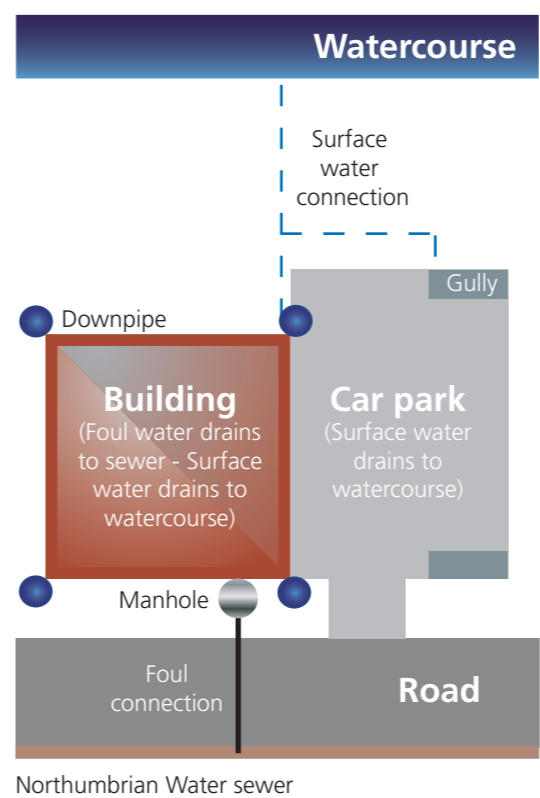 Watercourse
Surface
water
connection
Gully
Downpipe
Building
(Foul water drains
to sewer - Surface
water drains to
watercourse)
Car park
(Surface water
drains to
watercourse)
Manhole
Foul
connection
Road
Northumbrian Water sewer